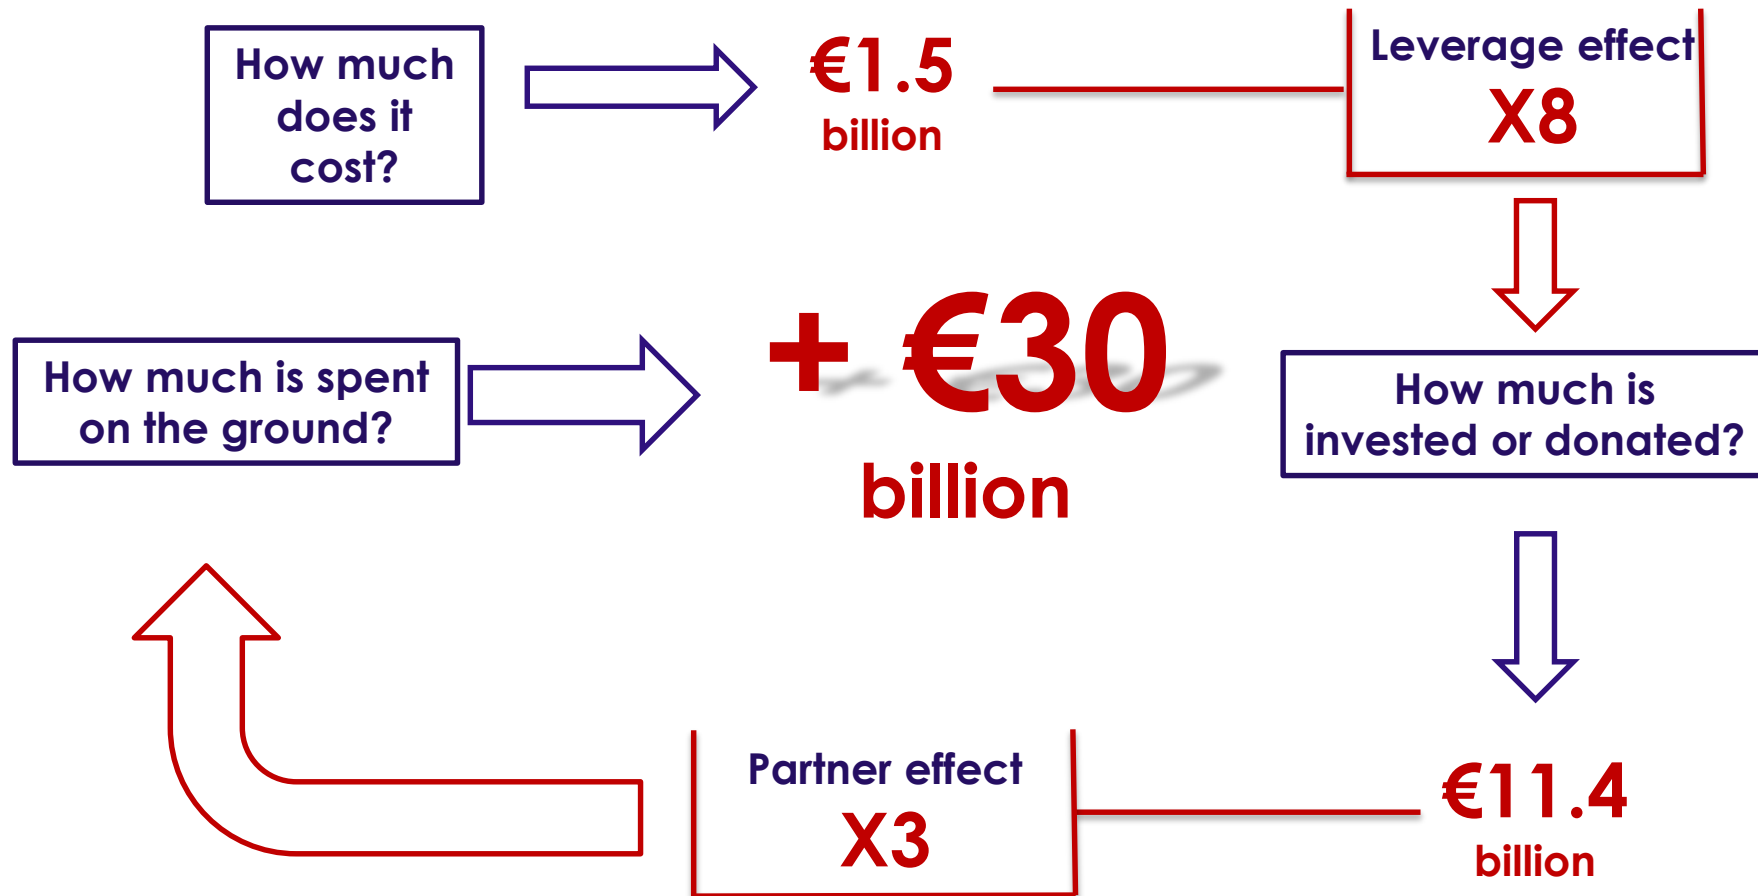 How much
does it
cost?
€1.5
billion
Leverage effect
X8
How much is
invested or donated?
€11.4
billion
Partner effect
X3
How much is spent
on the ground?
+ €30
billion